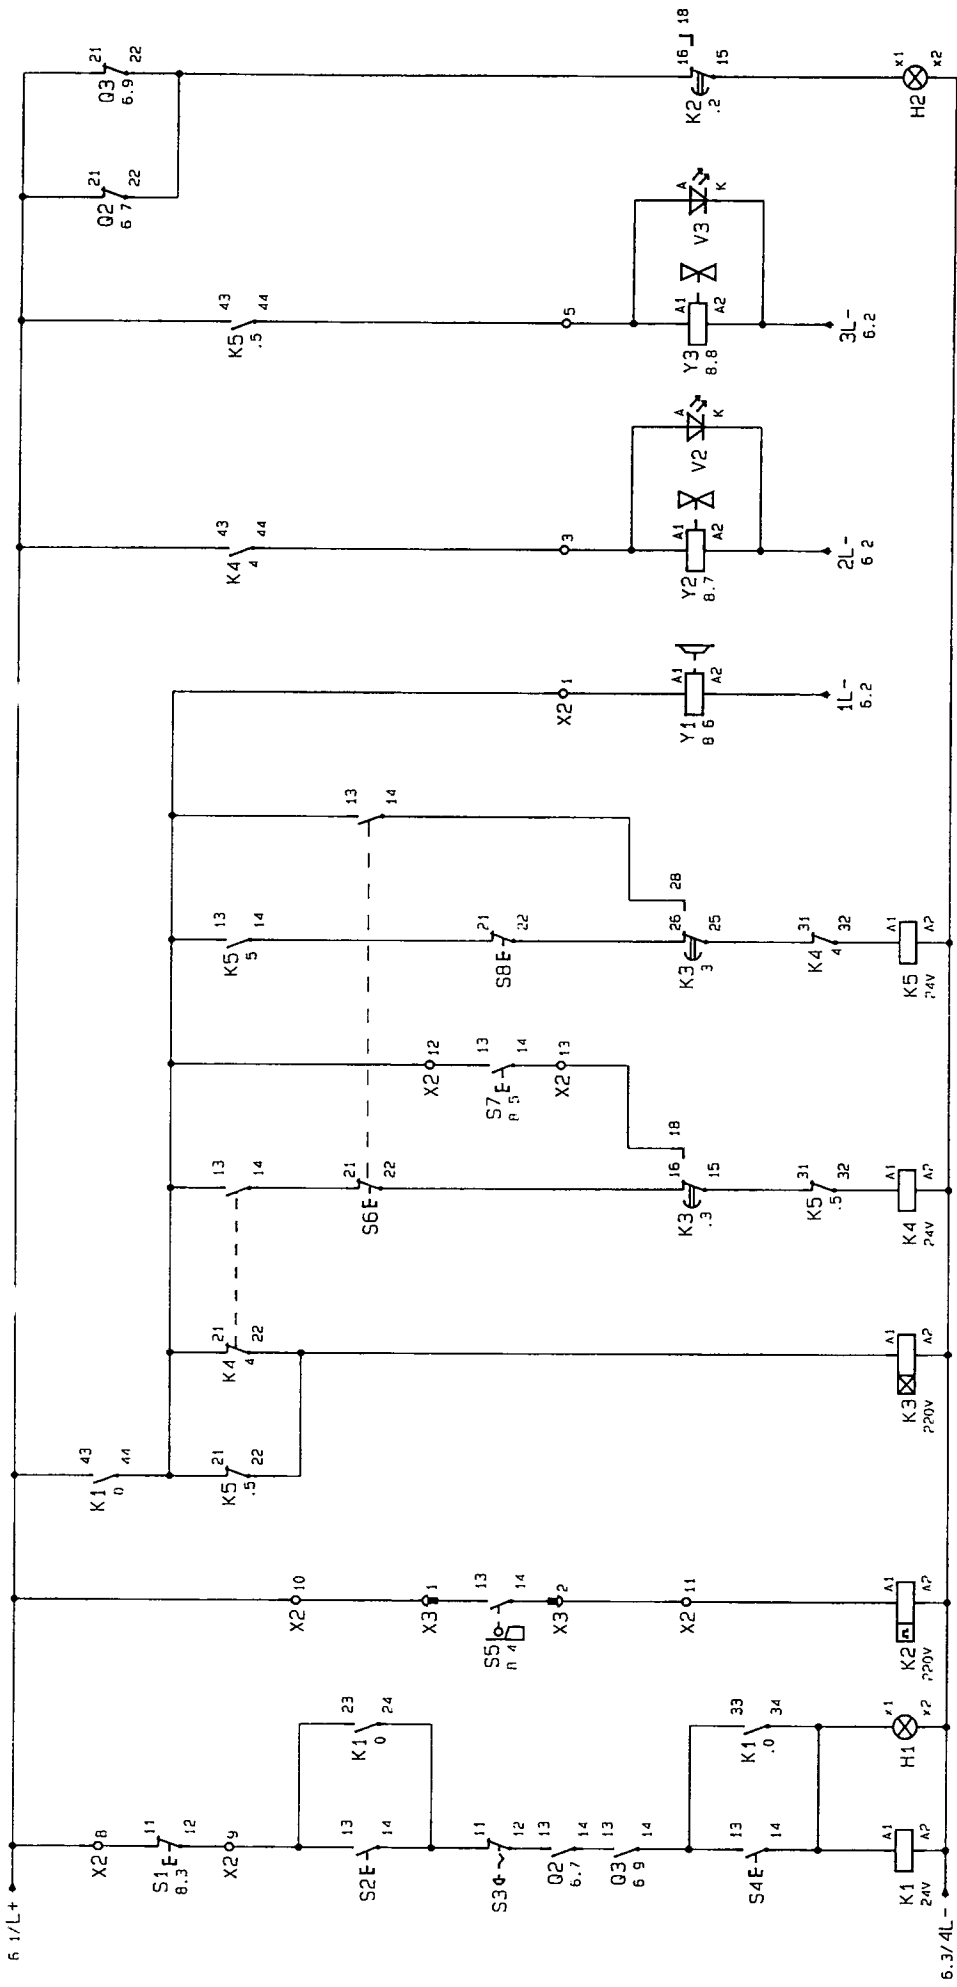 6 1/L+
X2 8
11
S1 12
8.3
X2 9
13
S2 14
23
K1 24
0
11
S3 12
13
Q2 14
6.7
13
Q3 14
6 9
13
S4 14
33
K1 34
.0
A1
K1 A2
24V
x1
H1 x2
6.3/4L-
X2 10
X3 1
13
S5 14
8 4
X3 2
X2 11
A1
K2 A2
220V
43
K1 44
0
21
K5 22
.5
21
K4 22
4
A1
K3 A2
220V
13
14
21
S6 22
16 18
K3 15
.3
31
K5 32
.5
A1
K4 A2
24V
X2 12
13
S7 14
8 5
X2 13
13
K5 14
5
21
S8 22
26 28
K3 25
3
31
K4 32
4
A1
K5 A2
24V
13
14
X2 1
A1
Y1 A2
8 6
1L-
6.2
43
K4 44
4
3
A1
Y2 A2
8.7
A
V2 K
2L-
6 2
43
K5 44
.5
5
A1
Y3 A2
8.8
A
V3 K
3L-
6.2
21
Q2 22
6 7
21
Q3 22
6.9
16 18
K2 15
.2
x1
H2 x2